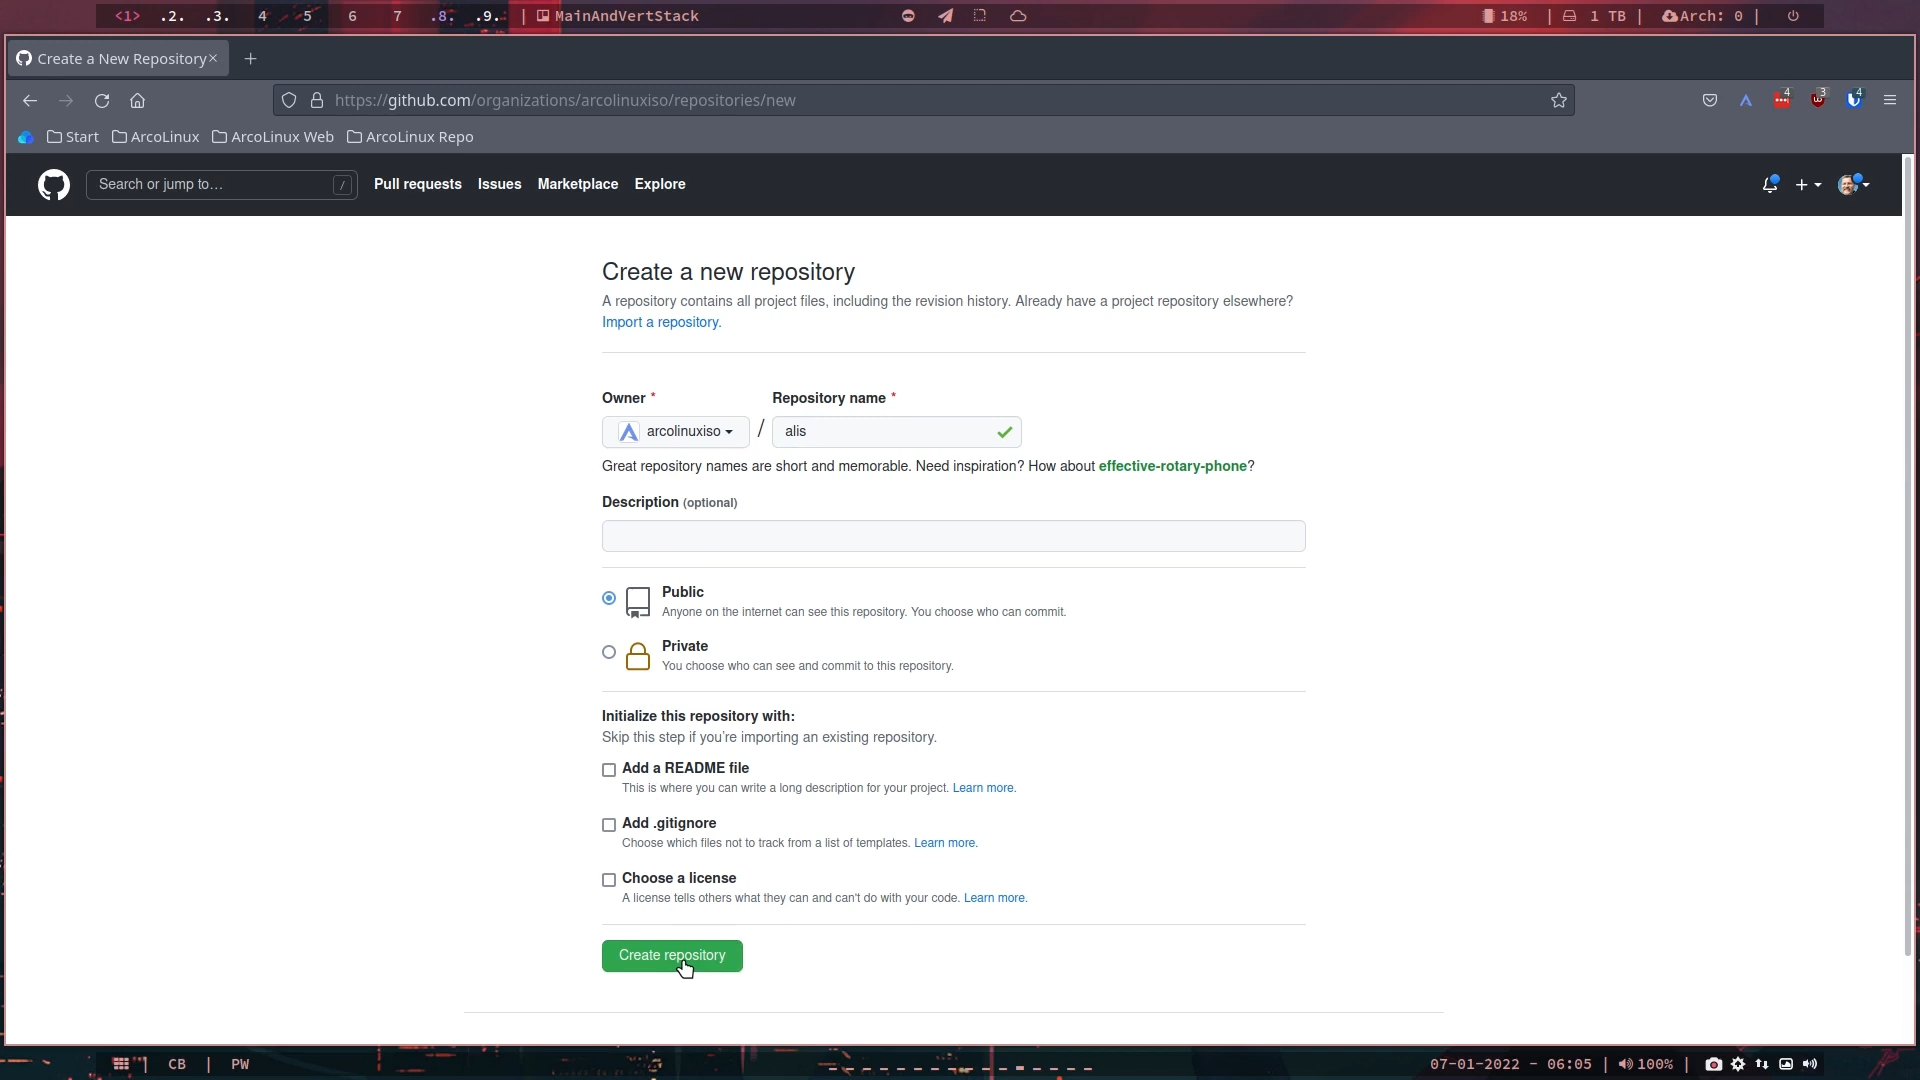 <1> .2. .3. 4 5 6 7 .8. .9. | MainAndVertStack 18% | 1 TB | Arch: 0 |
Create a New Repository
https://github.com/organizations/arcolinuxiso/repositories/new 4 3 4
Start ArcoLinux ArcoLinux Web ArcoLinux Repo
Search or jump to… / Pull requests Issues Marketplace Explore
Create a new repository
A repository contains all project files, including the revision history. Already have a project repository elsewhere?
Import a repository.
Owner * Repository name *
arcolinuxiso / alis
Great repository names are short and memorable. Need inspiration? How about effective-rotary-phone?
Description (optional)
Public
Anyone on the internet can see this repository. You choose who can commit.
Private
You choose who can see and commit to this repository.
Initialize this repository with:
Skip this step if you're importing an existing repository.
Add a README file
This is where you can write a long description for your project. Learn more.
Add .gitignore
Choose which files not to track from a list of templates. Learn more.
Choose a license
A license tells others what they can and can't do with your code. Learn more.
Create repository
| CB | PW 07-01-2022 - 06:05 | 100% |